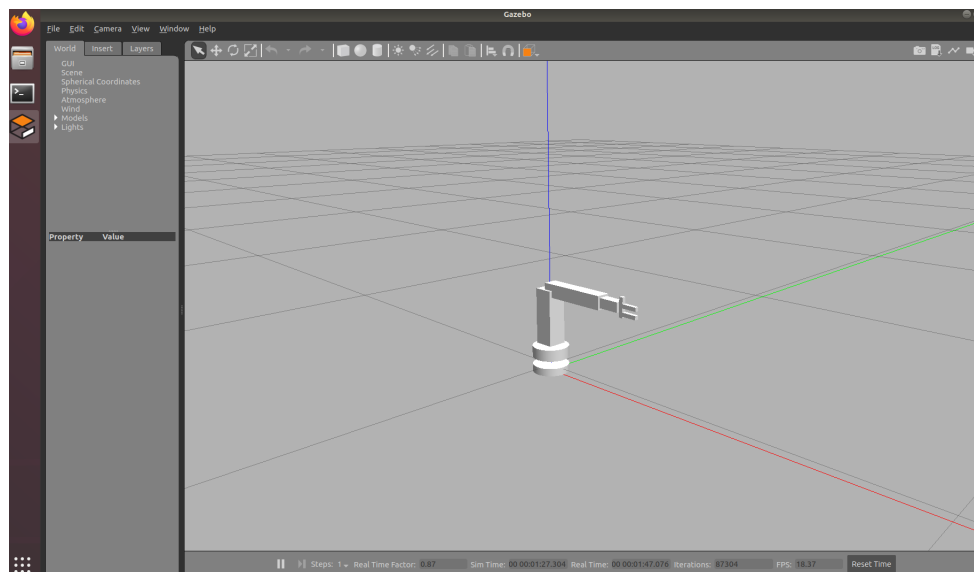 Gazebo
File Edit Camera View Window Help
World Insert Layers
GUI
Scene
Spherical Coordinates
Physics
Atmosphere
Wind
Models
Lights
Property Value
Steps: 1 Real Time Factor: 0.87 Sim Time: 00 00:01:27.304 Real Time: 00 00:01:47.076 Iterations: 87304 FPS: 18.37 Reset Time